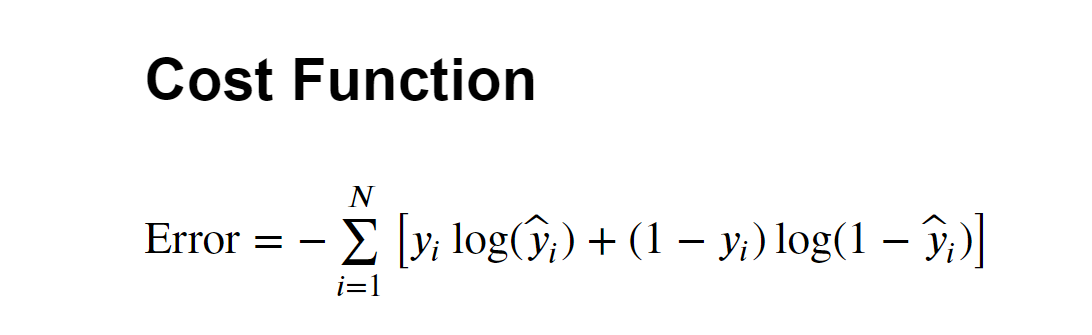 Cost Function
Error = − ∑_{i=1}^{N} [y_i log(ŷ_i) + (1 − y_i) log(1 − ŷ_i)]